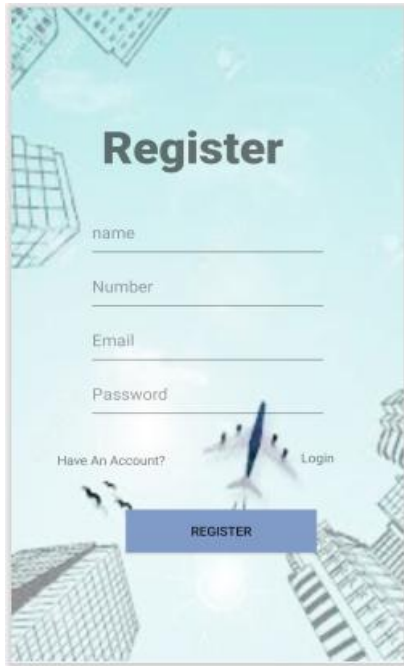 Register
name
Number
Email
Password
Have An Account? Login
REGISTER